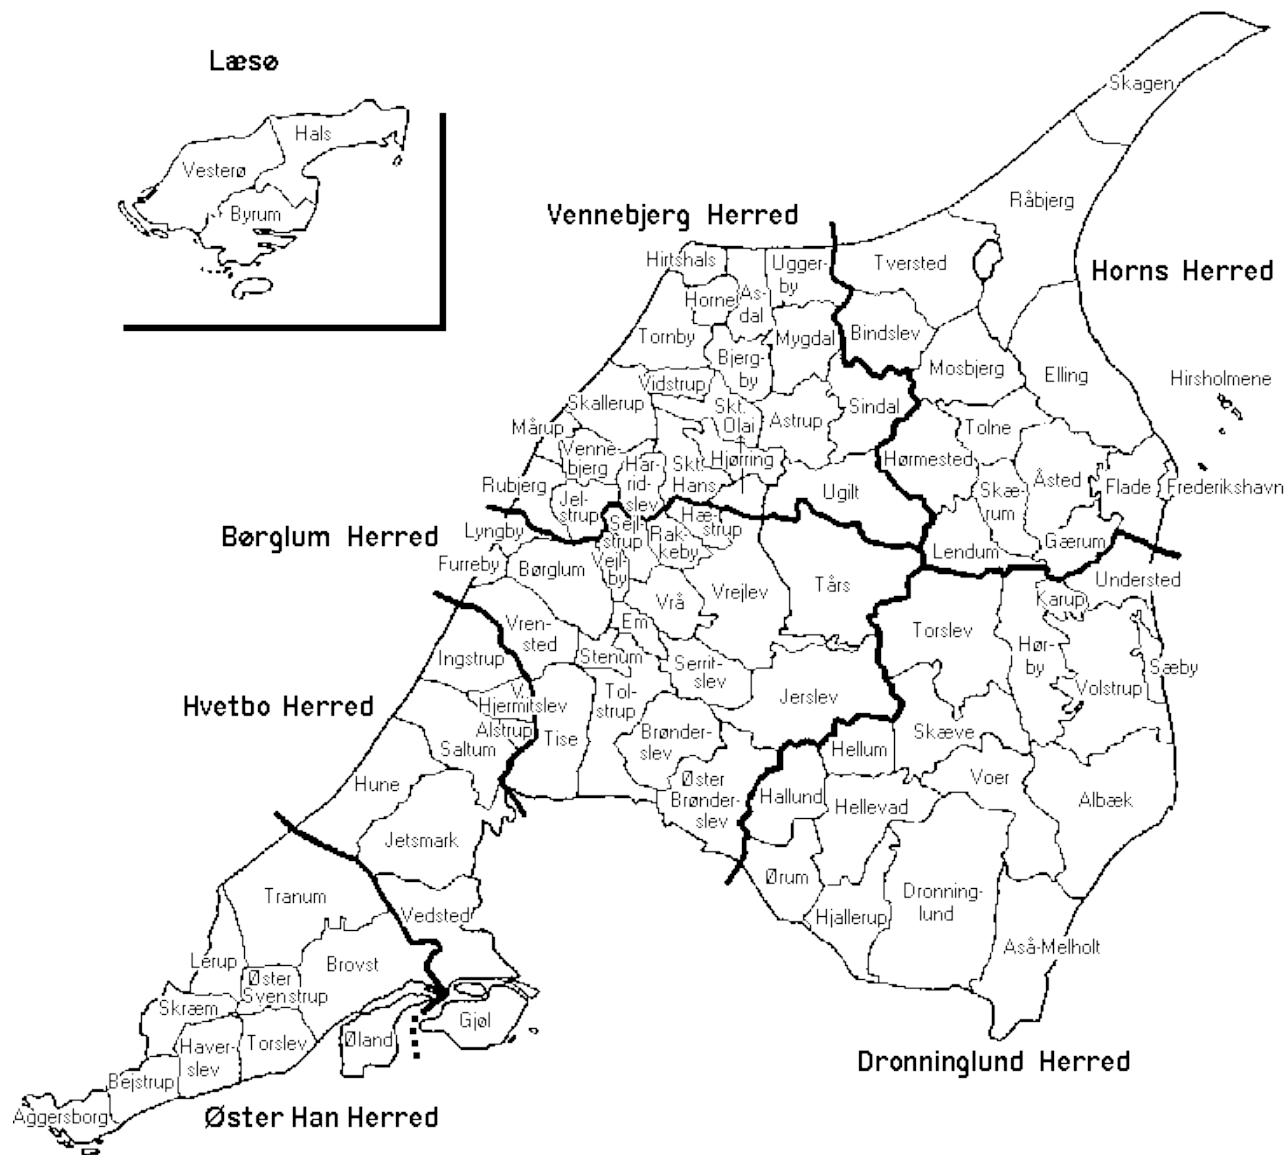 Læsø
Skagen
Hals
Vesterø
Byrum
Råbjerg
Vennebjerg Herred
Horns Herred
Hirtshals
Ugger-
by
Tversted
Horne
As-
dal
Tornby
Mygdal
Bindslev
Bjerg-
by
Mosbjerg
Elling
Hirsholmene
Vidstrup
Skallerup
Skt.
Olai
Astrup
Sindal
Tolne
Mårup
Venne-
bjerg
Hjørring
Hørmested
Rubjerg
Har-
rids-
lev
Skt.
Hans
Ugilt
Skæ-
rum
Åsted
Flade
Frederikshavn
Jel-
strup
Børglum Herred
Lyngby
Sejl-
strup
Hæ-
strup
Rak-
keby
Lendum
Gærum
Furreby
Børglum
Vejl-
by
Vrå
Vrejlev
Tårs
Understed
Karup
Vren-
sted
Em
Torslev
Hør-
by
Ingstrup
Stenum
Serrit-
slev
Sæby
Volstrup
Hvetbo Herred
V.
Hjermitslev
Tol-
strup
Jerslev
Alstrup
Saltum
Tise
Brønder-
slev
Skæve
Hellum
Hune
Øster
Brønder-
slev
Hallund
Hellevad
Voer
Albæk
Jetsmark
Tranum
Vedsted
Ørum
Hjallerup
Dronning-
lund
Aså-Melholt
Lerup
Øster
Svenstrup
Brovst
Skræm
Haver-
slev
Torslev
Øland
Gjøl
Bejstrup
Dronninglund Herred
Aggersborg
Øster Han Herred